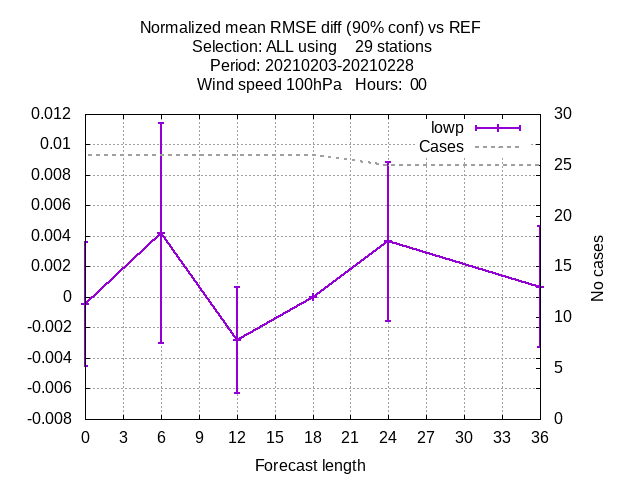 Normalized mean RMSE diff (90% conf) vs REF
Selection: ALL using    29 stations
Period: 20210203-20210228
Wind speed 100hPa   Hours:  00
0.012
0.01
0.008
0.006
0.004
0.002
0
-0.002
-0.004
-0.006
-0.008
lowp
Cases
30
25
20
15
10
5
0
No cases
0 3 6 9 12 15 18 21 24 27 30 33 36
Forecast length